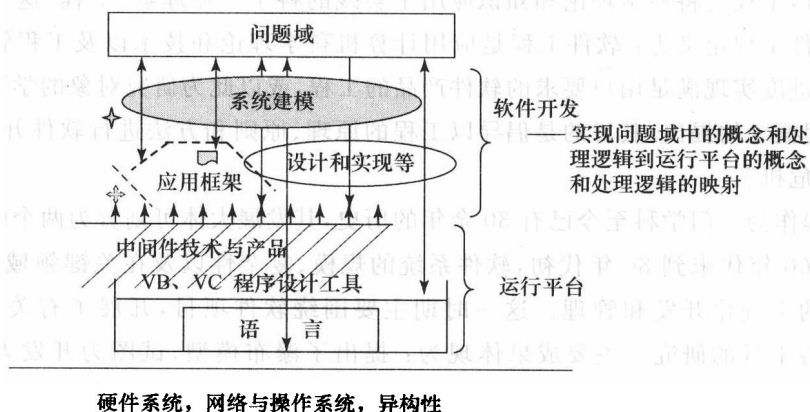 问题域
系统建模
设计和实现等
应用框架
中间件技术与产品
VB、VC 程序设计工具
语 言
软件开发
实现问题域中的概念和处
理逻辑到运行平台的概念
和处理逻辑的映射
运行平台
硬件系统，网络与操作系统，异构性